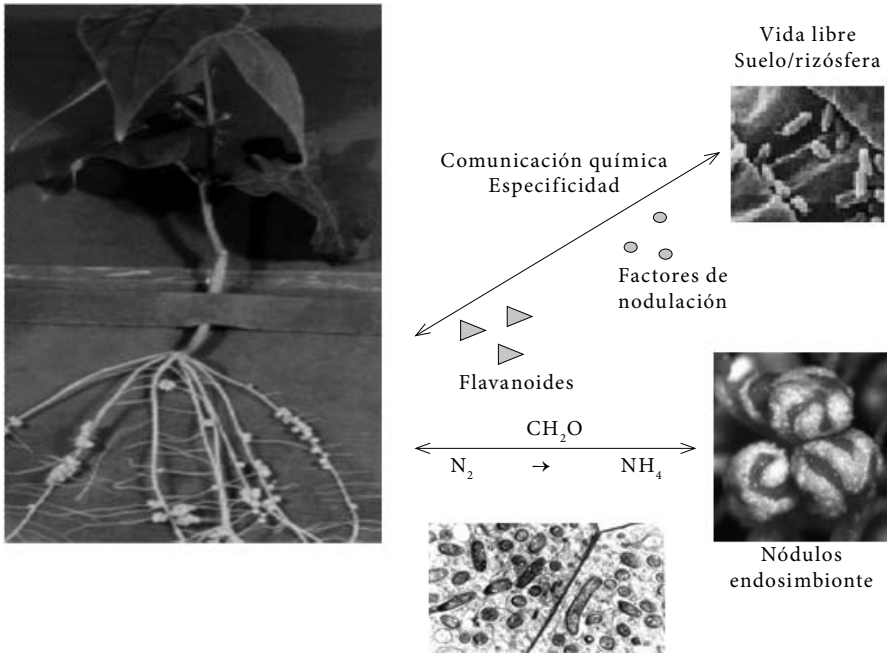 Vida libre
Suelo/rizósfera
Comunicación química
Especificidad
Factores de
nodulación
Flavanoides
CH₂O
N₂ → NH₄
Nódulos
endosimbionte